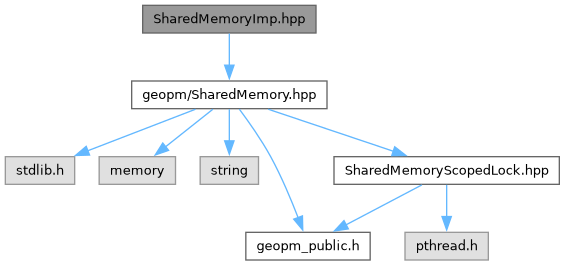 SharedMemoryImp.hpp
geopm/SharedMemory.hpp
stdlib.h
memory
string
SharedMemoryScopedLock.hpp
geopm_public.h
pthread.h